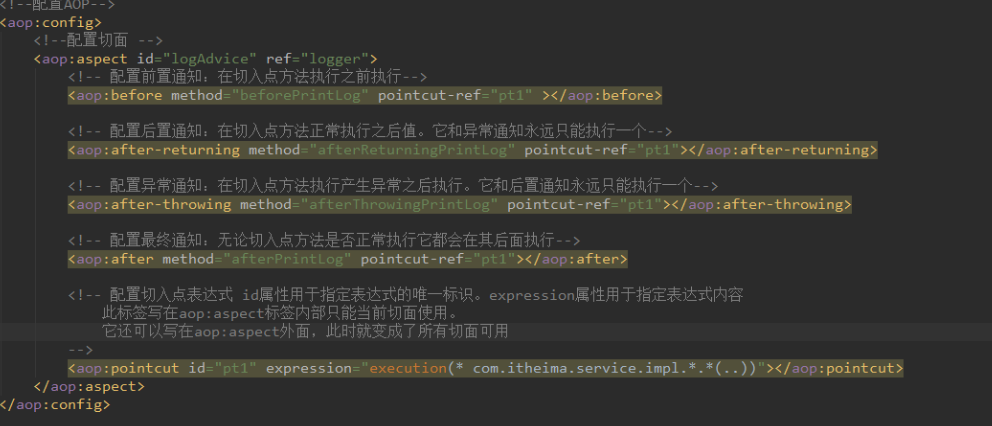 <!--配置AOP-->
<aop:config>
<!--配置切面 -->
<aop:aspect id="logAdvice" ref="logger">
<!-- 配置前置通知：在切入点方法执行之前执行-->
<aop:before method="beforePrintLog" pointcut-ref="pt1" ></aop:before>
<!-- 配置后置通知：在切入点方法正常执行之后值。它和异常通知永远只能执行一个-->
<aop:after-returning method="afterReturningPrintLog" pointcut-ref="pt1"></aop:after-returning>
<!-- 配置异常通知：在切入点方法执行产生异常之后执行。它和后置通知永远只能执行一个-->
<aop:after-throwing method="afterThrowingPrintLog" pointcut-ref="pt1"></aop:after-throwing>
<!-- 配置最终通知：无论切入点方法是否正常执行它都会在其后面执行-->
<aop:after method="afterPrintLog" pointcut-ref="pt1"></aop:after>
<!-- 配置切入点表达式 id属性用于指定表达式的唯一标识。expression属性用于指定表达式内容
此标签写在aop:aspect标签内部只能当前切面使用。
它还可以写在aop:aspect外面，此时就变成了所有切面可用
-->
<aop:pointcut id="pt1" expression="execution(* com.itheima.service.impl.*.*(..))"></aop:pointcut>
</aop:aspect>
</aop:config>